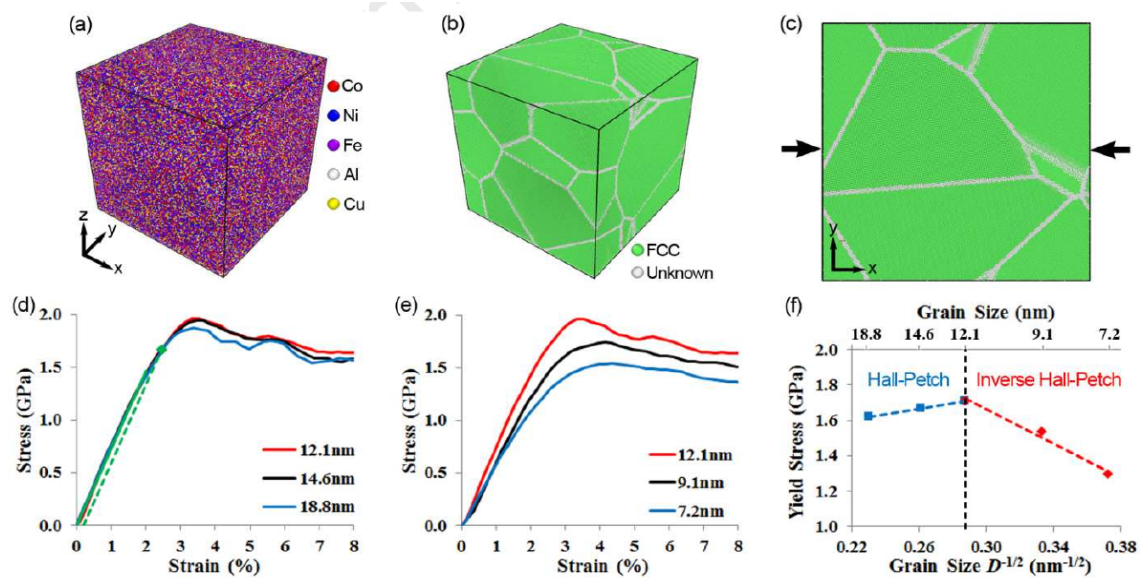 (a)
Co
Ni
Fe
Al
Cu
z
y
x
(b)
FCC
Unknown
(c)
y
x
(d)
2.0
1.5
1.0
0.5
0.0
Stress (GPa)
12.1nm
14.6nm
18.8nm
0 1 2 3 4 5 6 7 8
Strain (%)
(e)
2.0
1.5
1.0
0.5
0.0
Stress (GPa)
12.1nm
9.1nm
7.2nm
0 1 2 3 4 5 6 7 8
Strain (%)
(f)
Grain Size (nm)
18.8 14.6 12.1 9.1 7.2
2.0
1.8
1.6
1.4
1.2
1.0
Yield Stress (GPa)
Hall-Petch
Inverse Hall-Petch
0.22 0.26 0.30 0.34 0.38
Grain Size D-1/2 (nm-1/2)